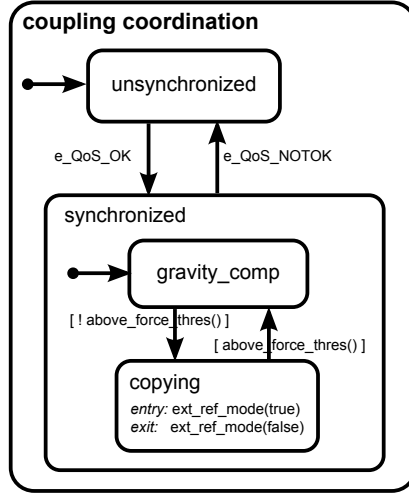 coupling coordination
unsynchronized
e_QoS_OK
e_QoS_NOTOK
synchronized
gravity_comp
[ ! above_force_thres() ]
[ above_force_thres() ]
copying
entry: ext_ref_mode(true)
exit: ext_ref_mode(false)